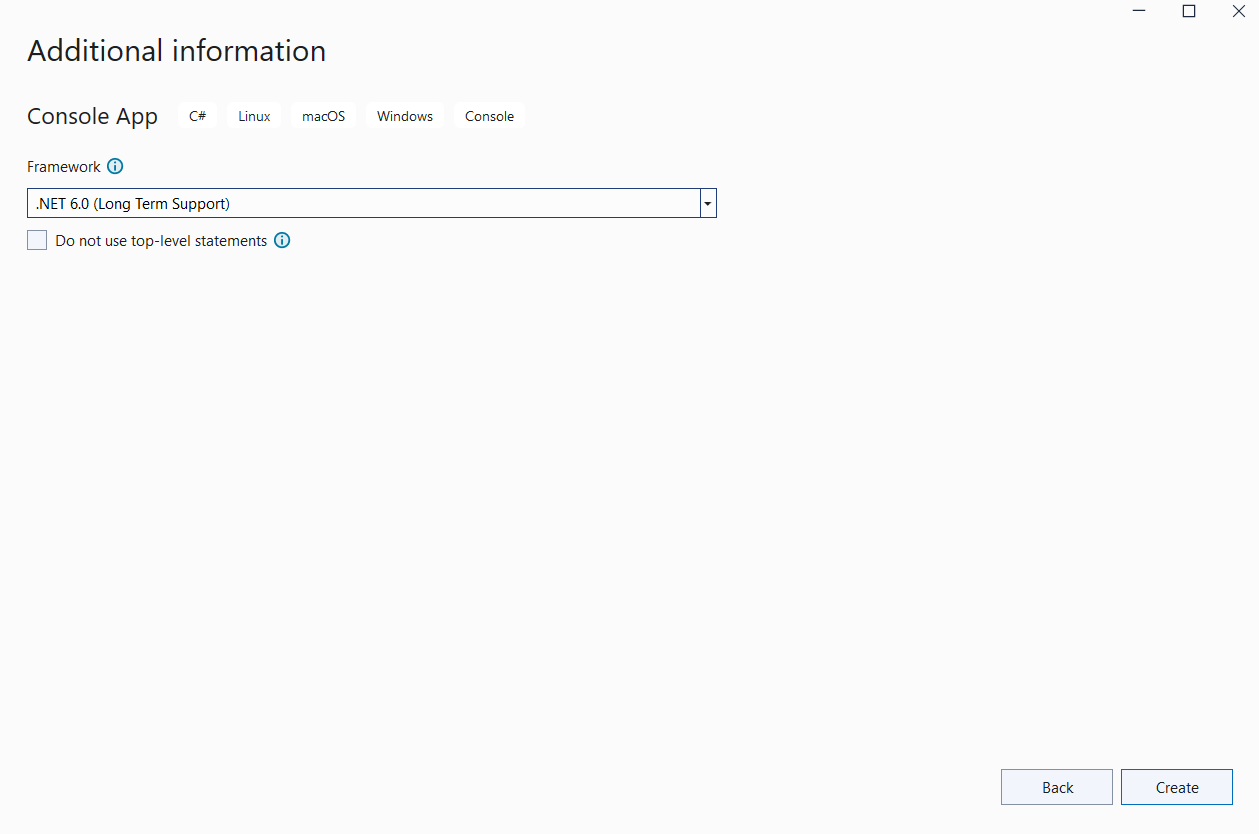 Additional information
Console App C# Linux macOS Windows Console
Framework
.NET 6.0 (Long Term Support)
Do not use top-level statements
Back Create